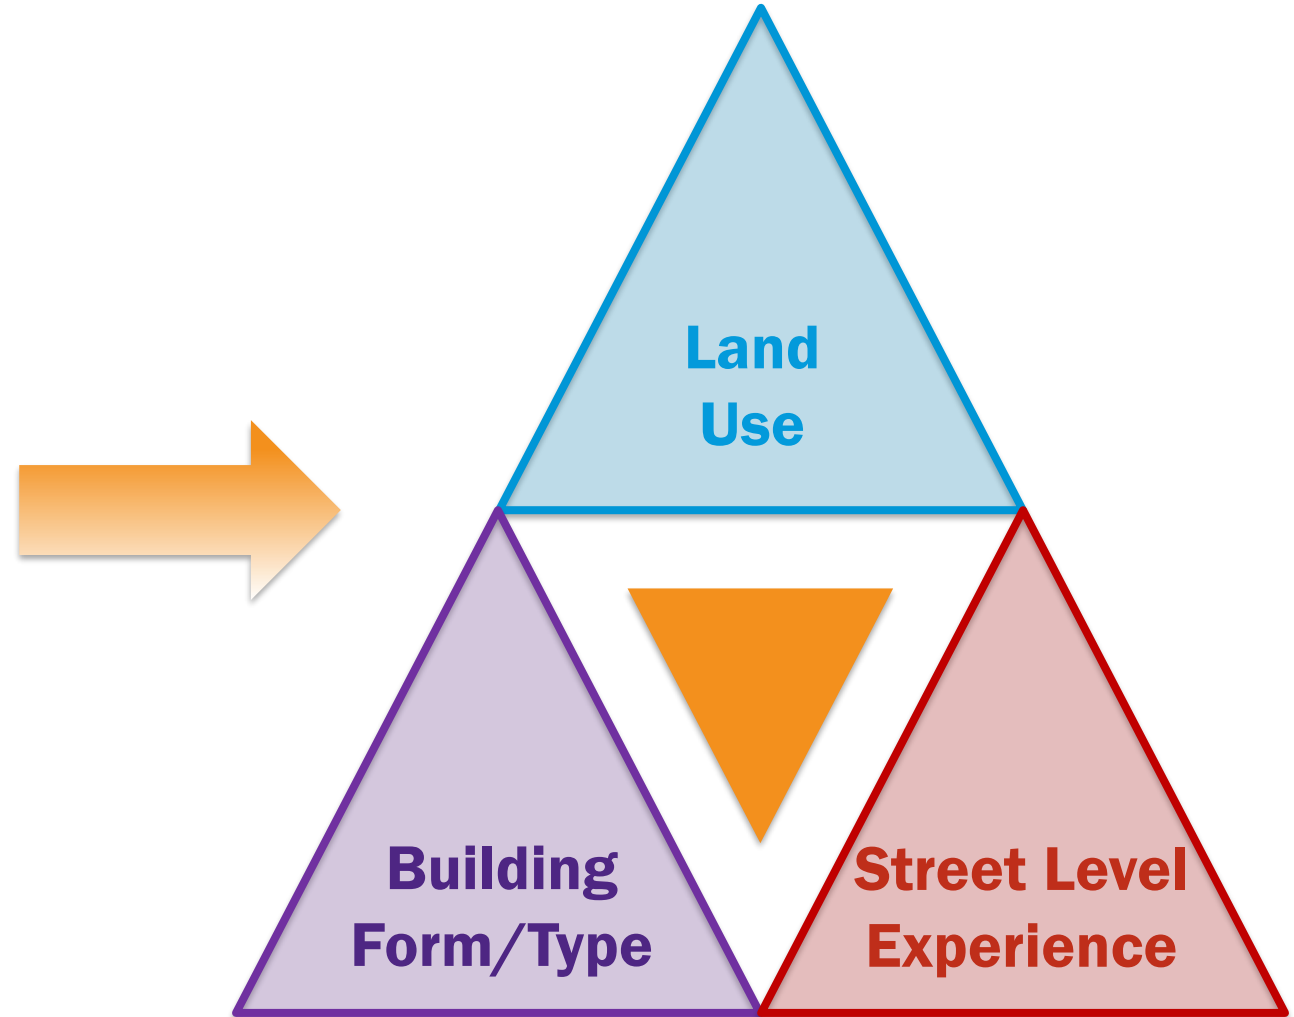 Land
Use
Building
Form/Type
Street Level
Experience